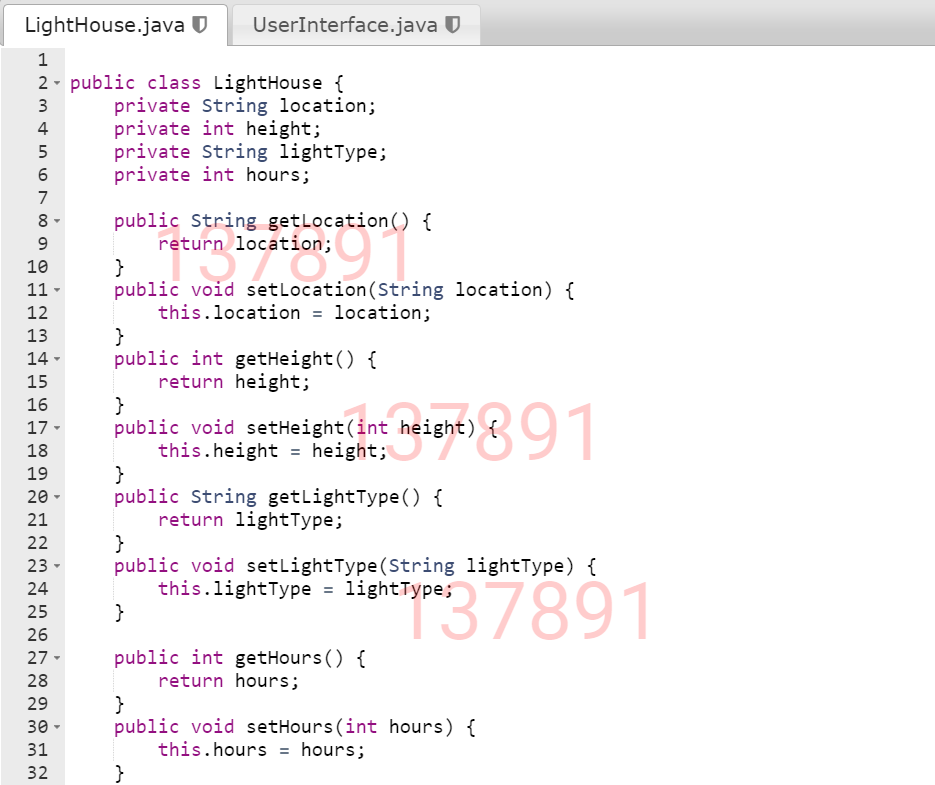 LightHouse.java UserInterface.java
1
2 public class LightHouse {
3 private String location;
4 private int height;
5 private String lightType;
6 private int hours;
7
8 public String getLocation() {
9 return location;
10 }
11 public void setLocation(String location) {
12 this.location = location;
13 }
14 public int getHeight() {
15 return height;
16 }
17 public void setHeight(int height) {
18 this.height = height;
19 }
20 public String getLightType() {
21 return lightType;
22 }
23 public void setLightType(String lightType) {
24 this.lightType = lightType;
25 }
26
27 public int getHours() {
28 return hours;
29 }
30 public void setHours(int hours) {
31 this.hours = hours;
32 }
137891
137891
137891